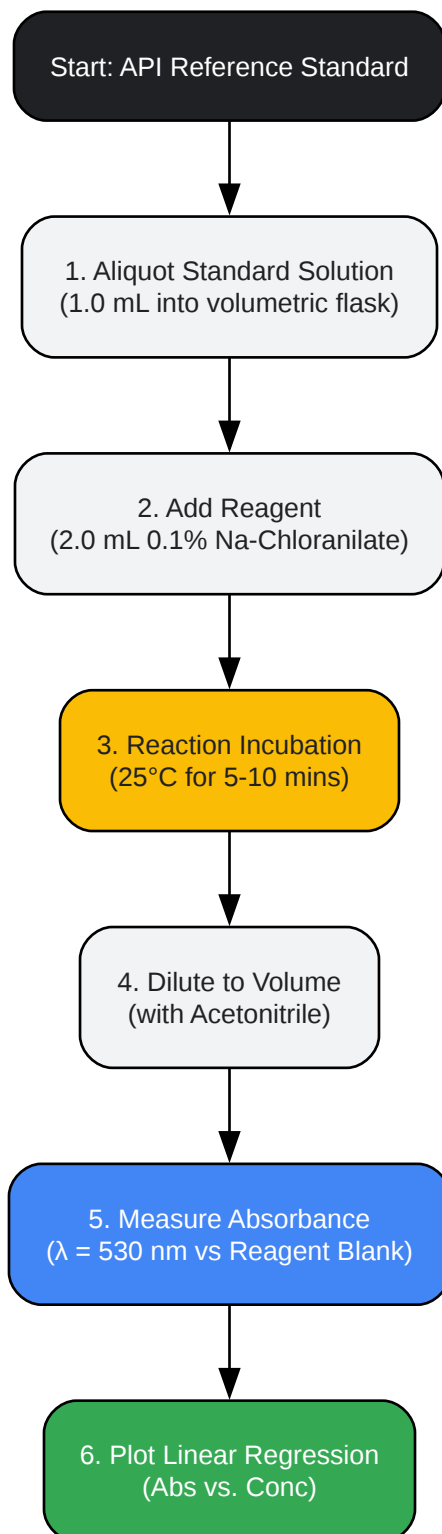 Start: API Reference Standard
1. Aliquot Standard Solution
(1.0 mL into volumetric flask)
2. Add Reagent
(2.0 mL 0.1% Na-Chloranilate)
3. Reaction Incubation
(25°C for 5-10 mins)
4. Dilute to Volume
(with Acetonitrile)
5. Measure Absorbance
(λ = 530 nm vs Reagent Blank)
6. Plot Linear Regression
(Abs vs. Conc)